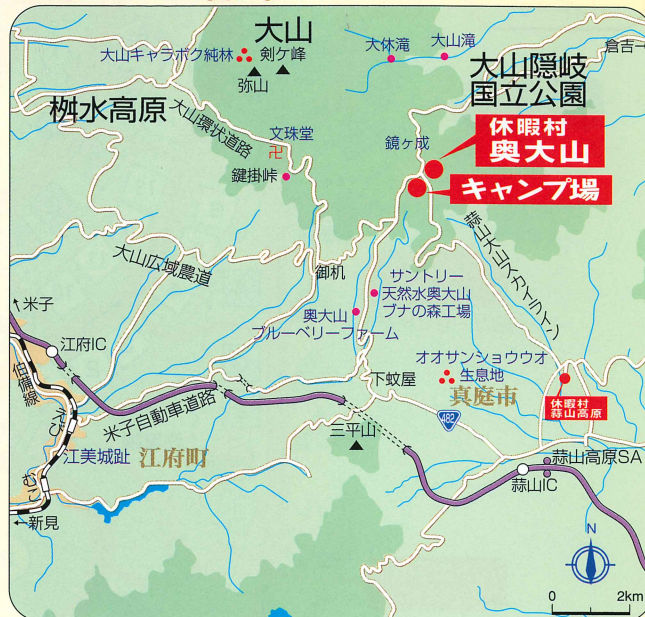 大山
大山キャラボク純林
剣ケ峰
弥山
大休滝
大山滝
倉吉
大山隠岐
国立公園
桝水高原
大山環状道路
文珠堂
卍
鍵掛峠
鏡ヶ成
休暇村
奥大山
キャンプ場
蒜山大山スカイライン
大山広域農道
御机
サントリー
天然水奥大山
ブナの森工場
奥大山
ブルーベリーファーム
米子
江府IC
伯備線
えび
米子自動車道路
下蚊屋
オオサンショウウオ
生息地
真庭市
482
休暇村
蒜山高原
三平山
江美城趾
江府町
むこ
蒜山高原SA
蒜山IC
←新見
N
0 2km